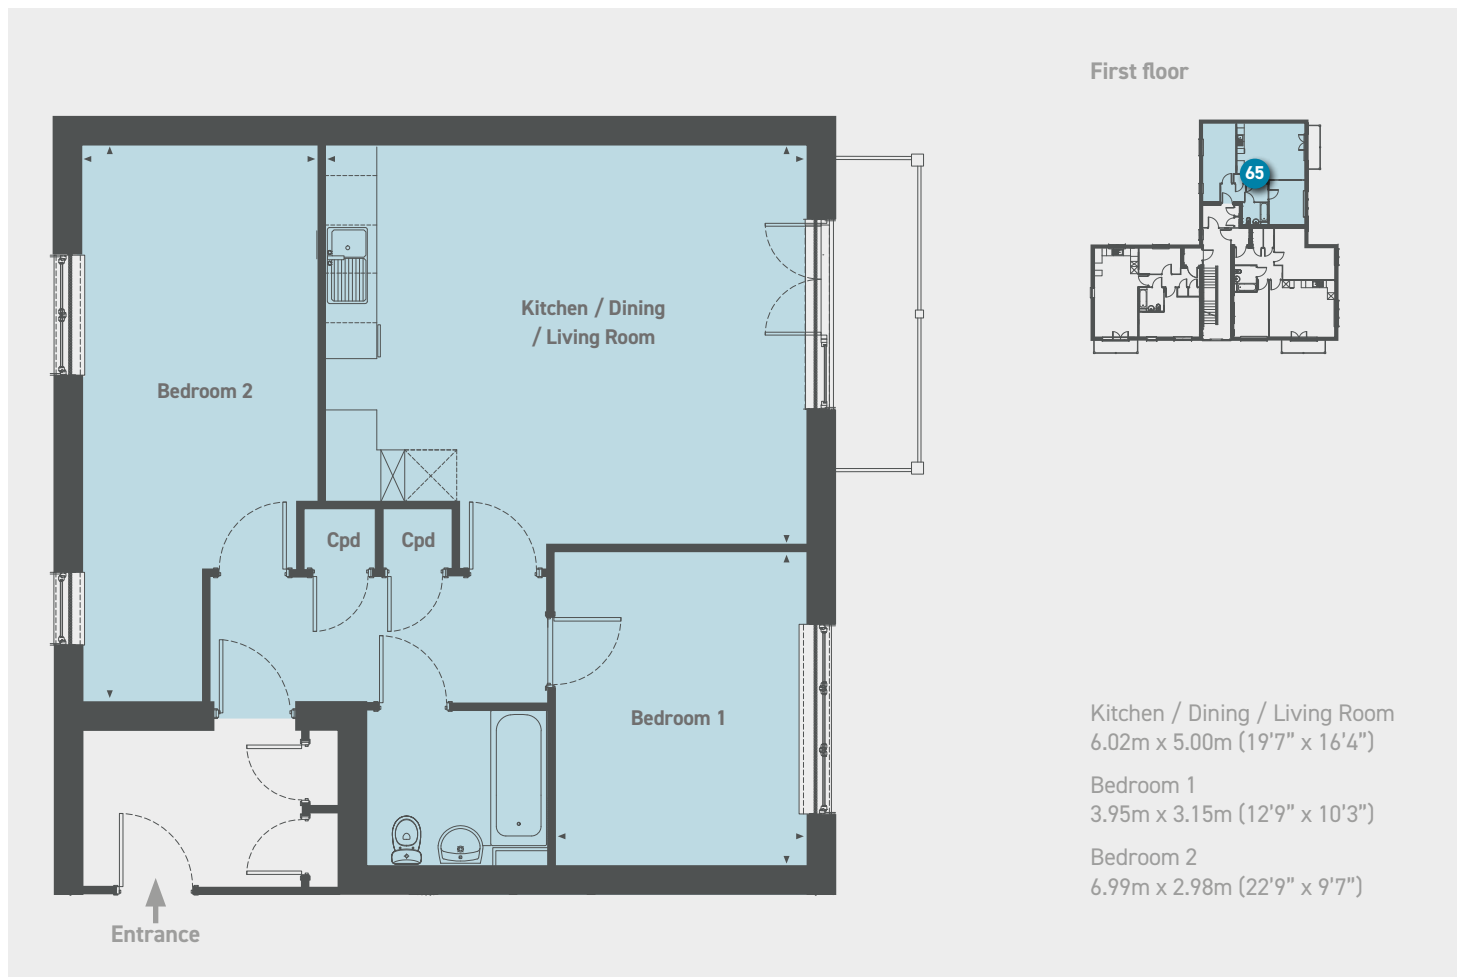 First floor
65
Kitchen / Dining
/ Living Room
Bedroom 2
Cpd
Cpd
Bedroom 1
Entrance
Kitchen / Dining / Living Room
6.02m x 5.00m (19’7” x 16’4”)
Bedroom 1
3.95m x 3.15m (12’9” x 10’3”)
Bedroom 2
6.99m x 2.98m (22’9” x 9’7”)